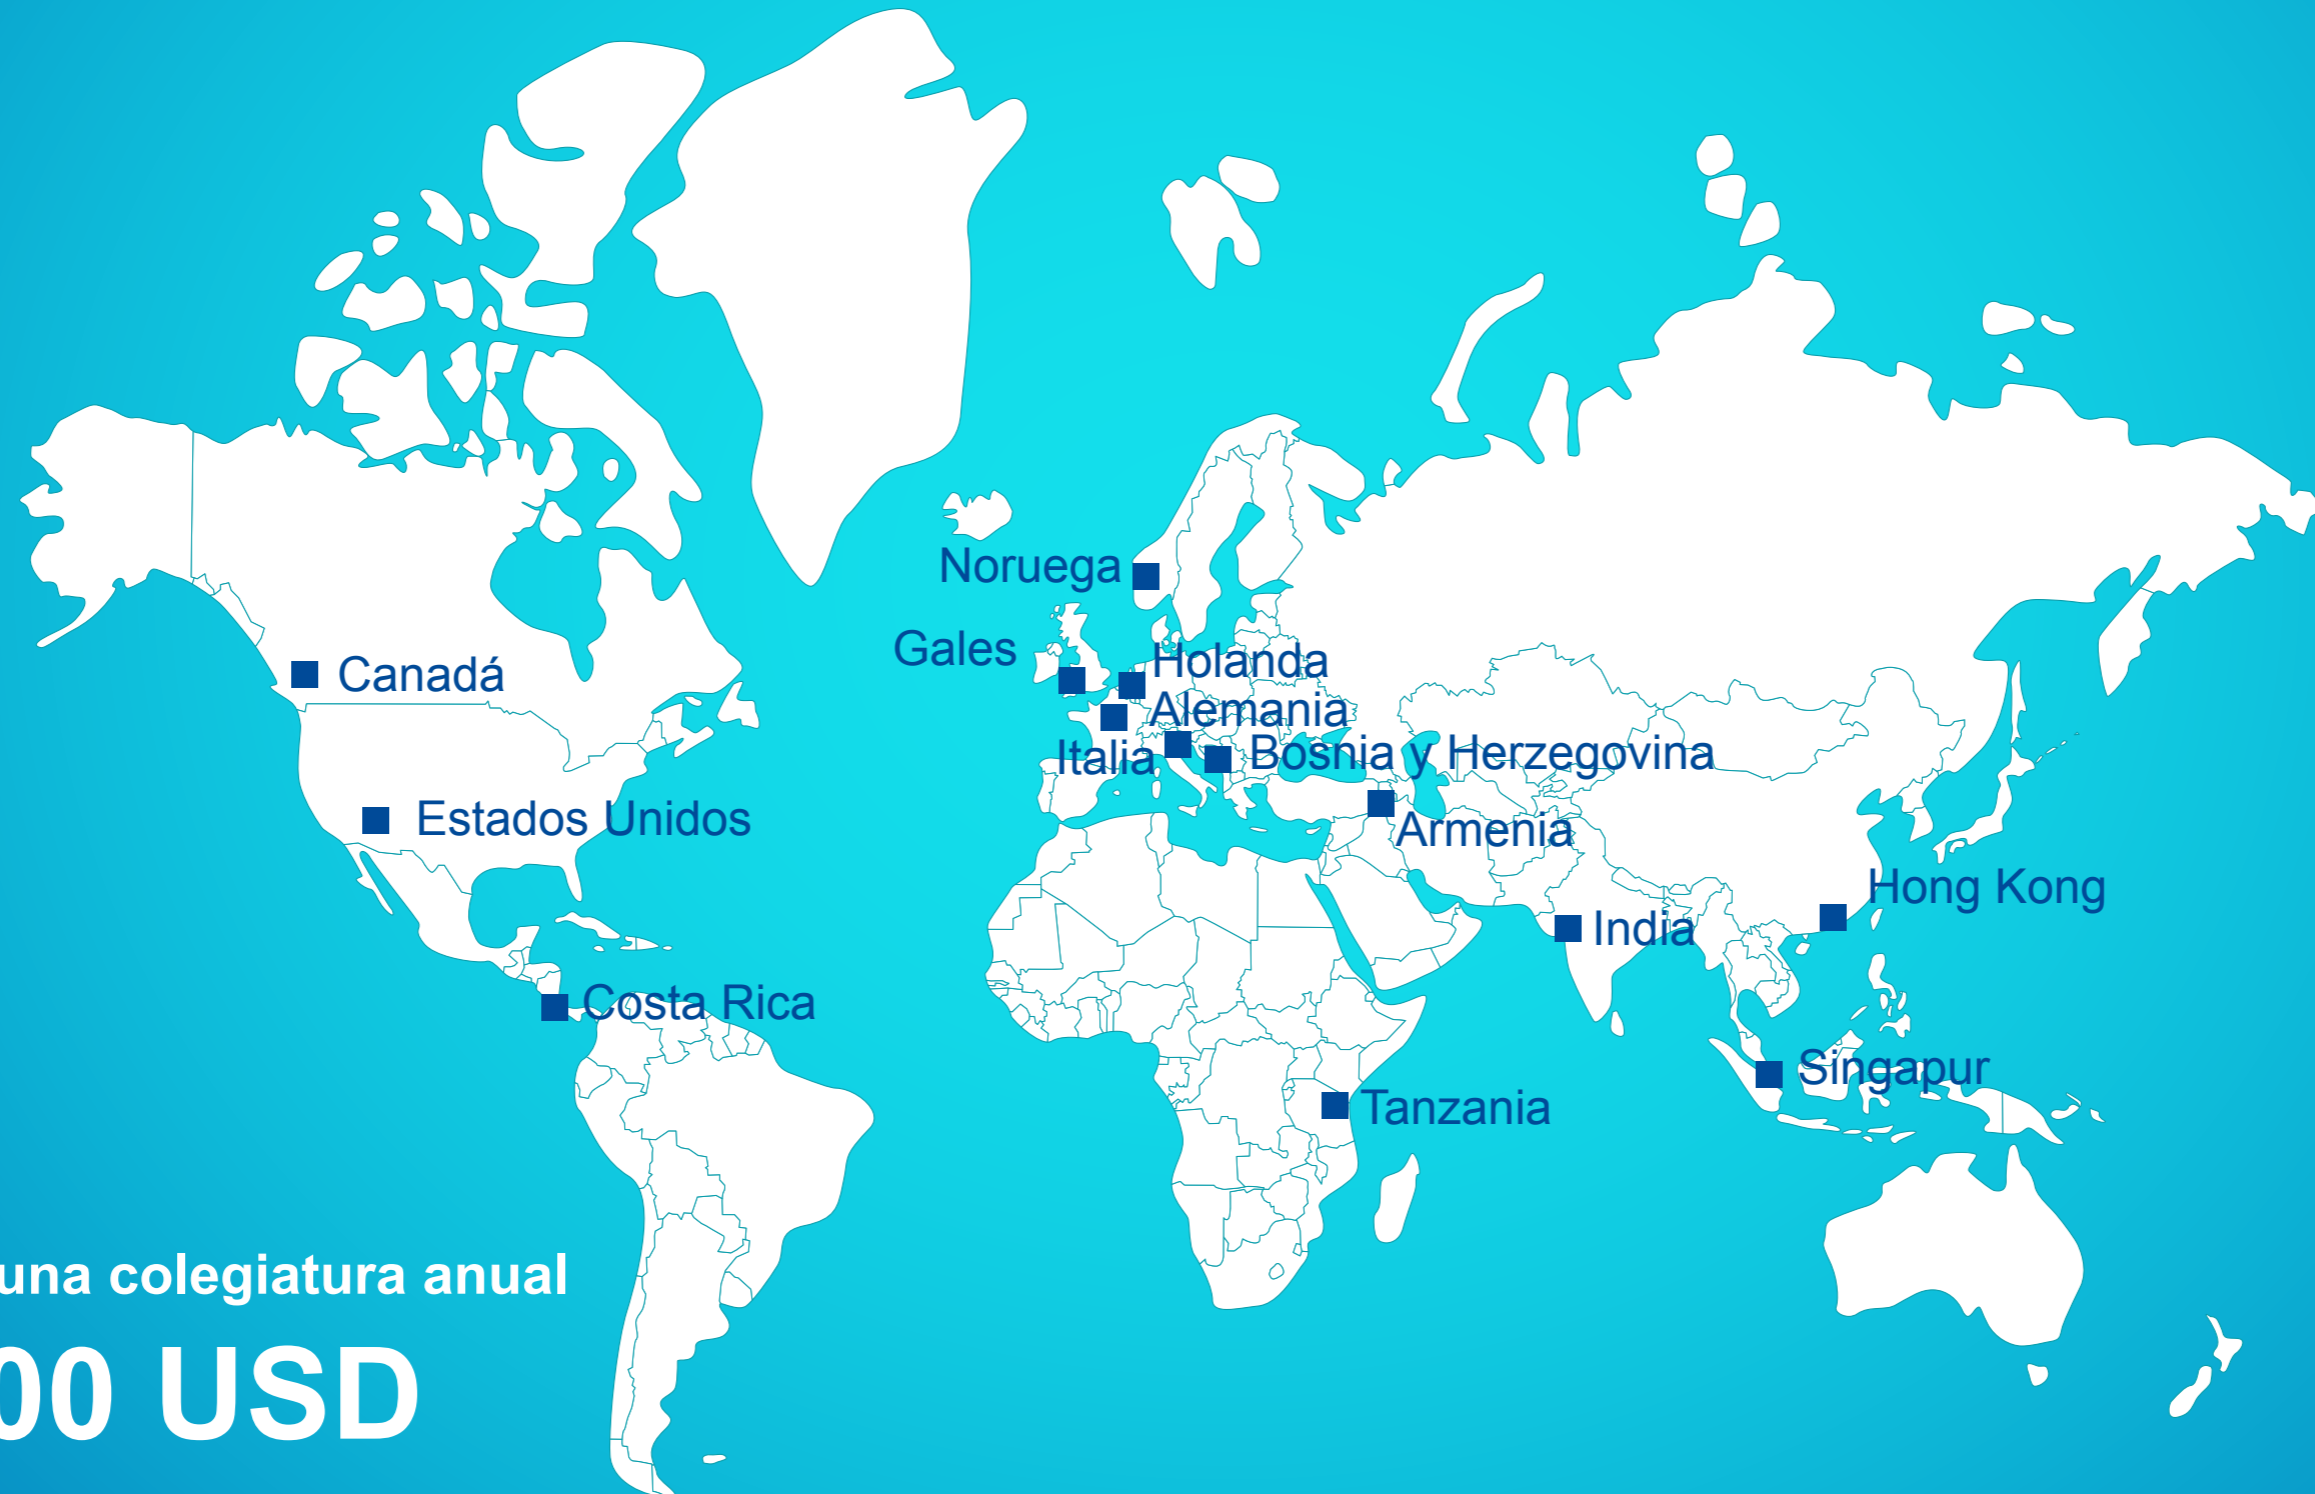 Noruega
Gales
Holanda
Canadá
Alemania
Italia
Bosnia y Herzegovina
Estados Unidos
Armenia
Hong Kong
India
Costa Rica
Singapur
Tanzania
una colegiatura anual
00 USD